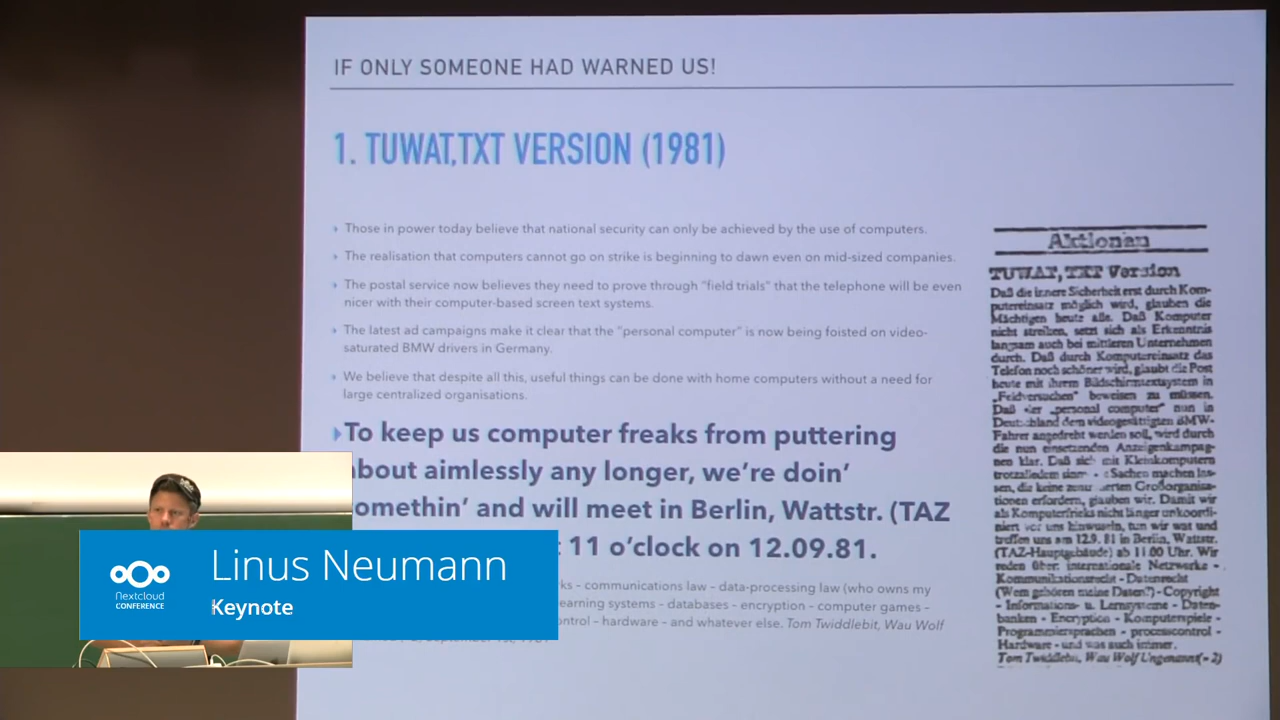 IF ONLY SOMEONE HAD WARNED US!
1. TUWAT,TXT VERSION (1981)
Those in power today believe that national security can only be achieved by the use of computers.
The realisation that computers cannot go on strike is beginning to dawn even on mid-sized companies.
The postal service now believes they need to prove through "field trials" that the telephone will be even
nicer with their computer-based screen text systems.
The latest ad campaigns make it clear that the "personal computer" is now being foisted on video-
saturated BMW drivers in Germany.
We believe that despite all this, useful things can be done with home computers without a need for
large centralized organisations.
To keep us computer freaks from puttering
about aimlessly any longer, we're doin'
somethin' and will meet in Berlin, Wattstr. (TAZ
11 o'clock on 12.09.81.
ks - communications law - data-processing law (who owns my
earning systems - databases - encryption - computer games -
ontrol - hardware - and whatever else. Tom Twiddlebit, Wau Wolf
Aktionen
TUWAT, TXT Version
Daß die innere Sicherheit erst durch Kom-
putereinsatz möglich wird, glauben die
Mächtigen heute alle. Daß Computer
nicht streiken, setzt sich als Erkenntnis
langsam auch bei mittleren Unternehmen
durch. Daß durch Komputereinsatz das
Telefon noch schöner wird, glaubt die Post
heute mit ihrem Bildschirmtextsystem in
„Feldversuchen" beweisen zu müssen.
Daß der „personal computer" nun in
Deutschland dem videogesättigten BMW-
Fahrer angedreht werden soll, wird durch
die nun einsetzenden Anzeigenkampag-
nen klar. Daß sich mit Kleinkomputern
trotzalledem Sachen machen las-
sen, die keine Großorganisa-
tionen erfordern, glauben wir. Damit wir
als Komputerfrieks nicht länger unkoordi-
niert vor uns hinwuseln, tun wir was und
treffen uns am 12.9. 81 in Berlin, Wattstr.
(TAZ-Hauptgebäude) ab 11.00 Uhr. Wir
reden über: internationale Netzwerke -
Kommunikationsrecht - Datenrecht
(Wem gehören meine Daten?) - Copyright
- Informations- u. Lernsysteme - Daten-
banken - Encryption - Komputerspiele -
Programmiersprachen - processcontrol -
Hardware - und was auch immer.
Tom Twiddlebit, Wau Wolf Ungenannt(- 2)
nextcloud
CONFERENCE
Linus Neumann
Keynote